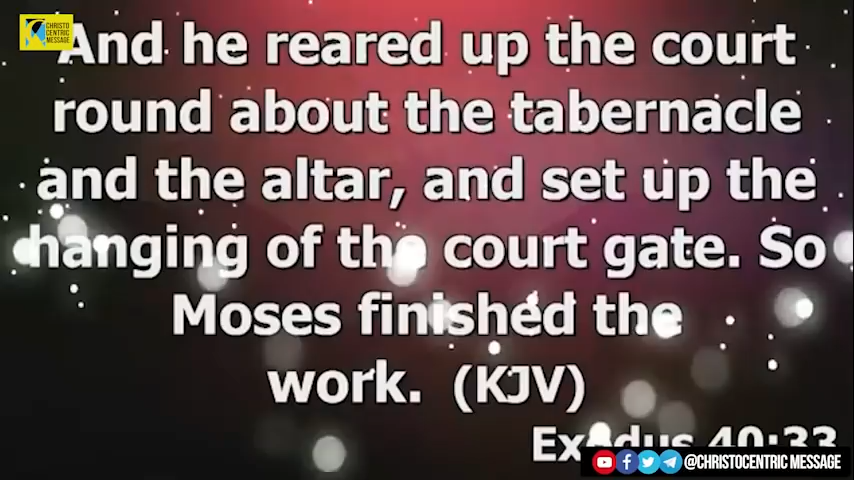 CHRISTO
CENTRIC
MESSAGE
And he reared up the court
round about the tabernacle
and the altar, and set up the
hanging of the court gate. So
Moses finished the
work. (KJV)
Exodus 40:33
@CHRISTOCENTRIC MESSAGE